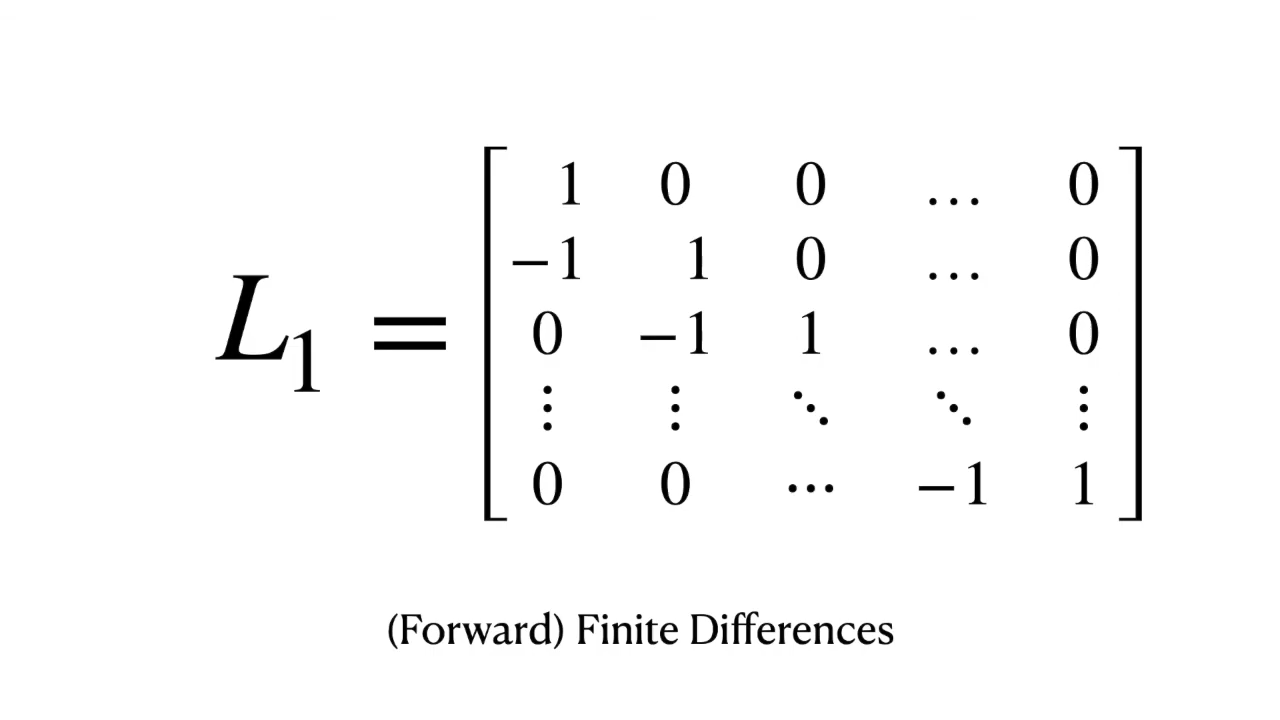 L₁ =
1 0 0 … 0
−1 1 0 … 0
0 −1 1 … 0
⋮ ⋮ ⋱ ⋱ ⋮
0 0 ⋯ −1 1
(Forward) Finite Differences